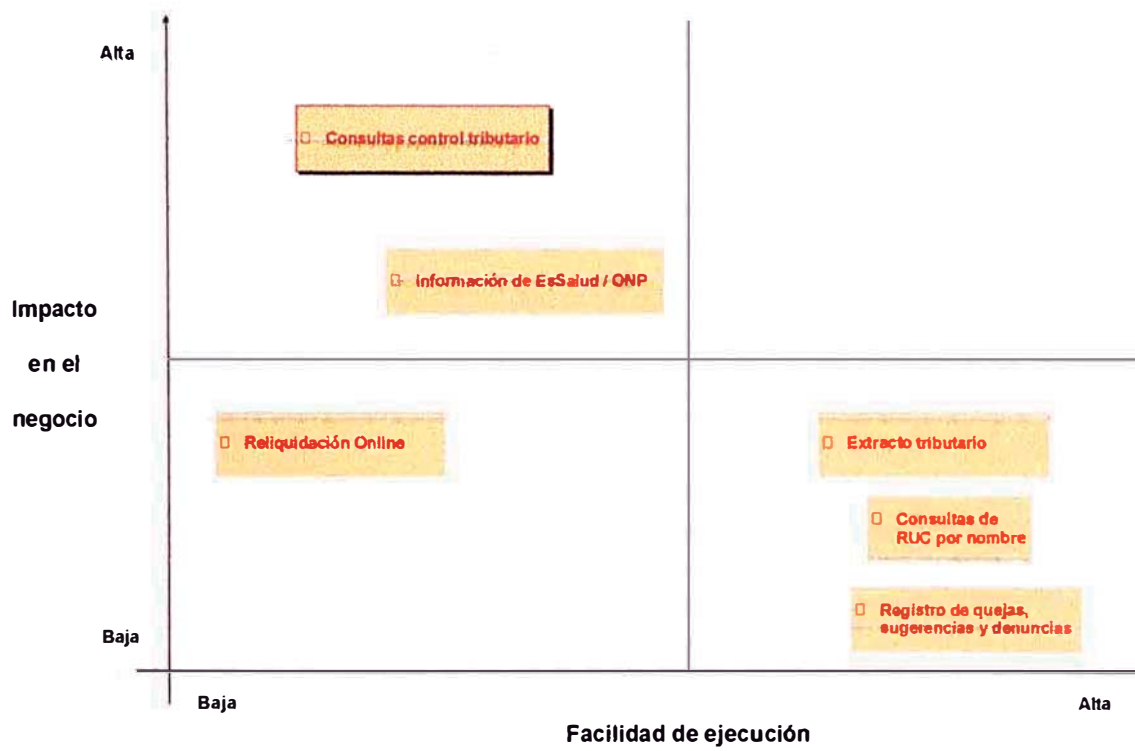 Alta
Consultas control tributario
Información de EsSalud / ONP
Impacto
en el
negocio
Reliquidación Online
Extracto tributario
Consultas de
RUC por nombre
Registro de quejas,
sugerencias y denuncias
Baja
Baja
Alta
Facilidad de ejecución